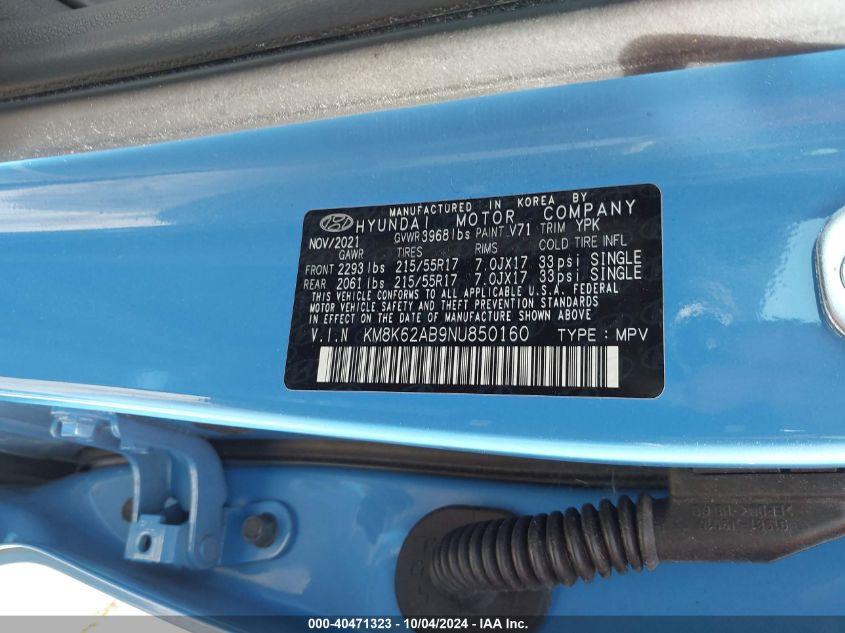 MANUFACTURED IN KOREA BY
HYUNDAI MOTOR COMPANY
NOV/2021 GVWR 3968 lbs PAINT V71 TRIM YPK
GAWR TIRES RIMS COLD TIRE INFL
FRONT 2293 lbs 215/55R17 7.0JX17 33psi SINGLE
REAR 2061 lbs 215/55R17 7.0JX17 33psi SINGLE
THIS VEHICLE CONFORMS TO ALL APPLICABLE U.S.A. FEDERAL
MOTOR VEHICLE SAFETY AND THEFT PREVENTION STANDARDS
IN EFFECT ON THE DATE OF MANUFACTURE SHOWN ABOVE.
V.I.N KM8K62AB9NU850160 TYPE : MPV
000-40471323 - 10/04/2024 - IAA Inc.